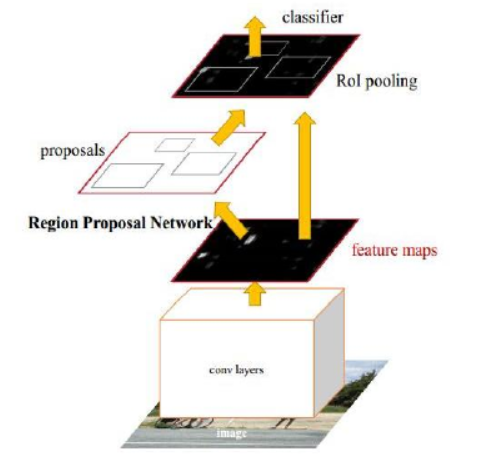 classifier
RoI pooling
proposals
Region Proposal Network
feature maps
conv layers
image